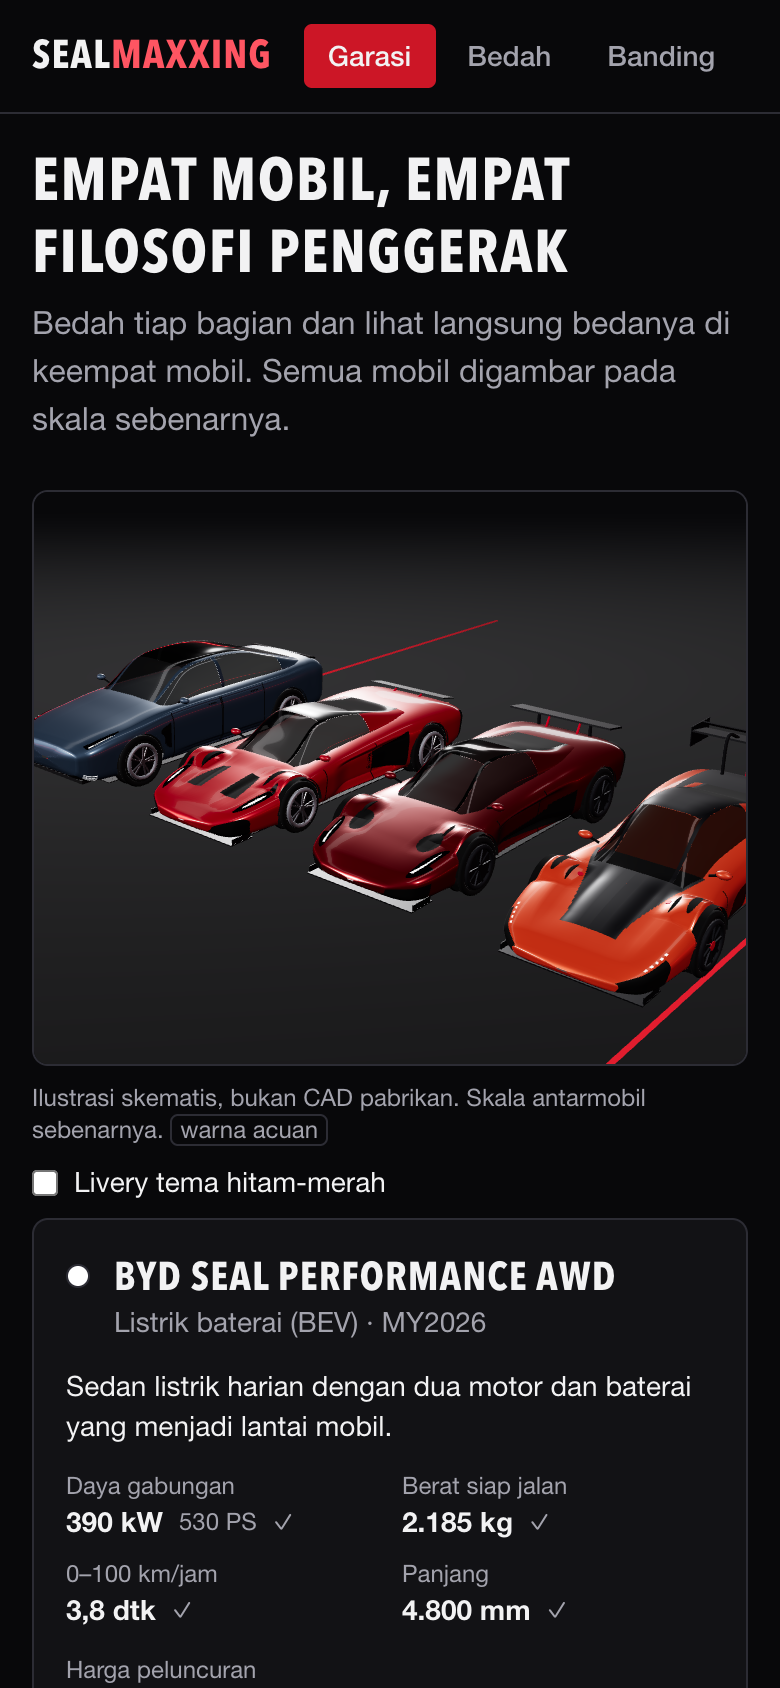 SEALMAXXING
Garasi
Bedah
Banding
EMPAT MOBIL, EMPAT
FILOSOFI PENGGERAK
Bedah tiap bagian dan lihat langsung bedanya di
keempat mobil. Semua mobil digambar pada
skala sebenarnya.
Ilustrasi skematis, bukan CAD pabrikan. Skala antarmobil
sebenarnya. warna acuan
Livery tema hitam-merah
BYD SEAL PERFORMANCE AWD
Listrik baterai (BEV) · MY2026
Sedan listrik harian dengan dua motor dan baterai
yang menjadi lantai mobil.
Daya gabungan
390 kW 530 PS ✓
Berat siap jalan
2.185 kg ✓
0–100 km/jam
3,8 dtk ✓
Panjang
4.800 mm ✓
Harga peluncuran